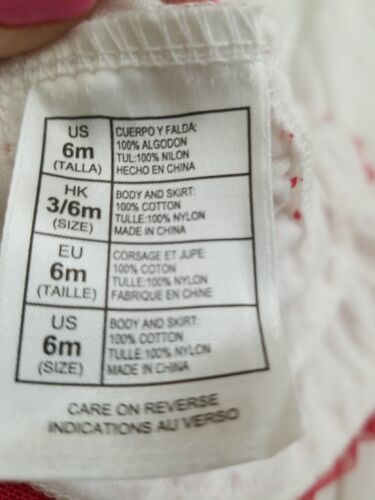 US
6m
(TALLA)
CUERPO Y FALDA:
100% ALGODON
TUL:100% NILON
HECHO EN CHINA
HK
3/6m
(SIZE)
BODY AND SKIRT:
100% COTTON
TULLE:100% NYLON
MADE IN CHINA
EU
6m
(TAILLE)
CORSAGE ET JUPE:
100% COTON
TULLE:100% NYLON
FABRIQUE EN CHINE
US
6m
(SIZE)
BODY AND SKIRT:
100% COTTON
TULLE:100% NYLON
MADE IN CHINA
CARE ON REVERSE
INDICATIONS AU VERSO